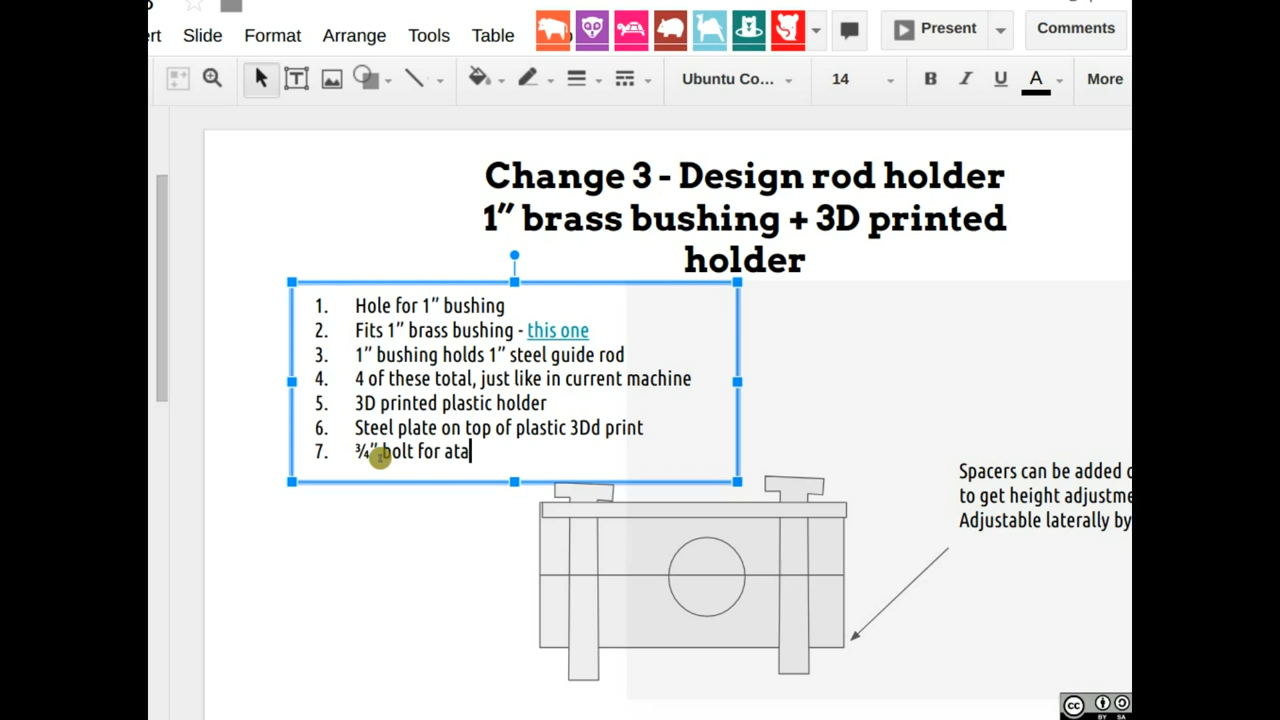 Slide Format Arrange Tools Table
Present
Comments
Ubuntu Co... 14 B I U A More
Change 3 - Design rod holder
1” brass bushing + 3D printed
holder
1. Hole for 1” bushing
2. Fits 1” brass bushing - this one
3. 1” bushing holds 1” steel guide rod
4. 4 of these total, just like in current machine
5. 3D printed plastic holder
6. Steel plate on top of plastic 3Dd print
7. ¾” bolt for ata
Spacers can be added
to get height adjustme
Adjustable laterally by
CC BY SA